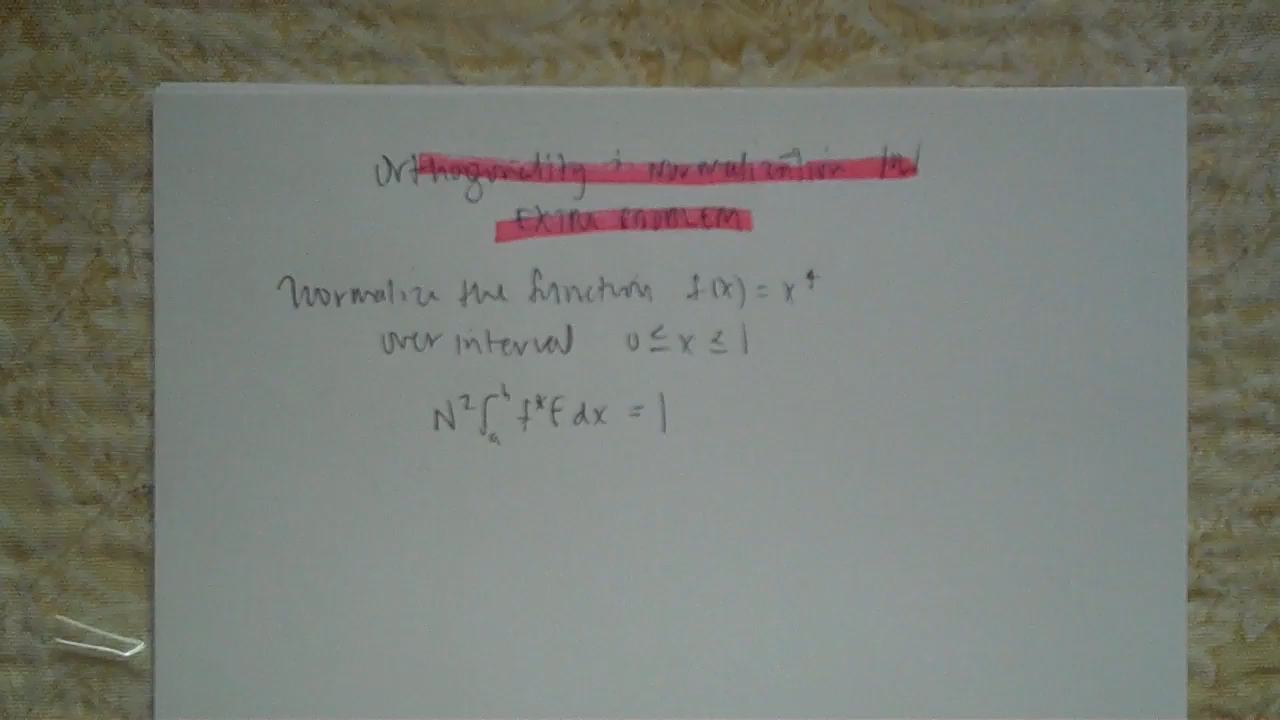 Orthogonality + Normalization w/
EXTRA PROBLEM
Normalize the function f(x) = x⁴
over interval 0 ≤ x ≤ 1
N² ∫ₐᵇ f*f dx = 1